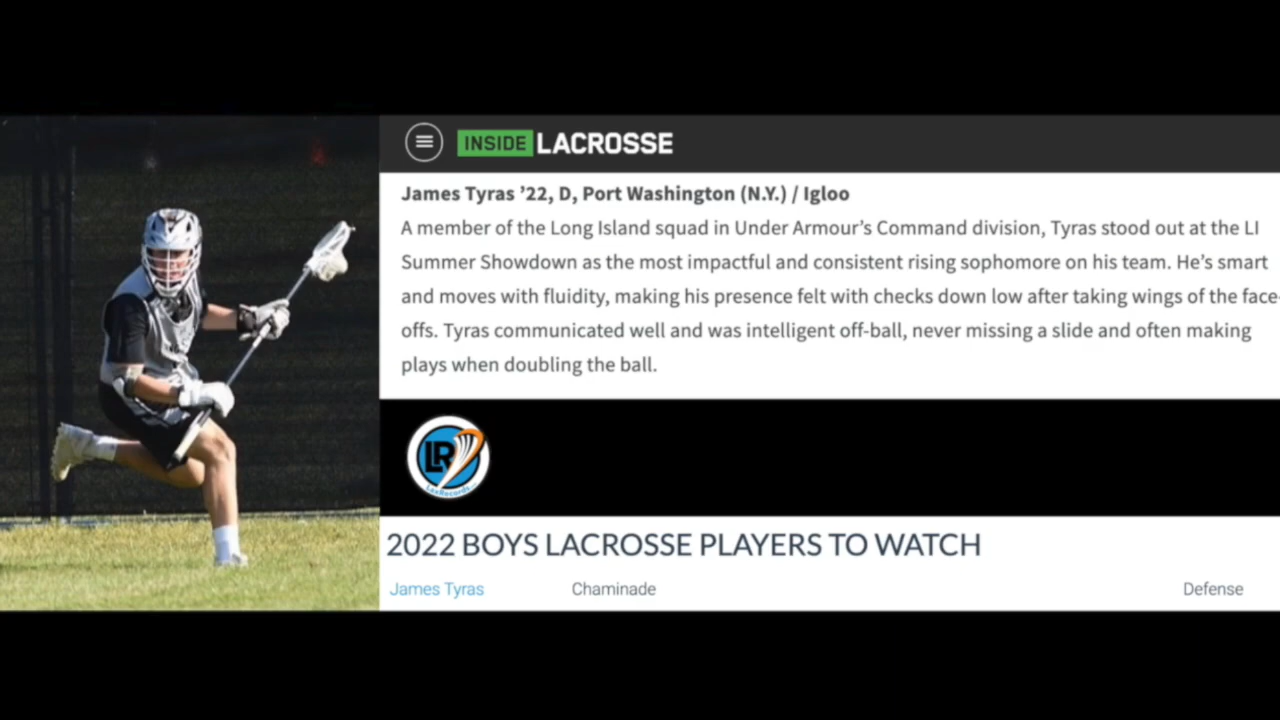 INSIDE LACROSSE
James Tyras ’22, D, Port Washington (N.Y.) / Igloo
A member of the Long Island squad in Under Armour’s Command division, Tyras stood out at the LI
Summer Showdown as the most impactful and consistent rising sophomore on his team. He’s smart
and moves with fluidity, making his presence felt with checks down low after taking wings of the face-
offs. Tyras communicated well and was intelligent off-ball, never missing a slide and often making
plays when doubling the ball.
LR
LaxRecords
2022 BOYS LACROSSE PLAYERS TO WATCH
James Tyras Chaminade Defense